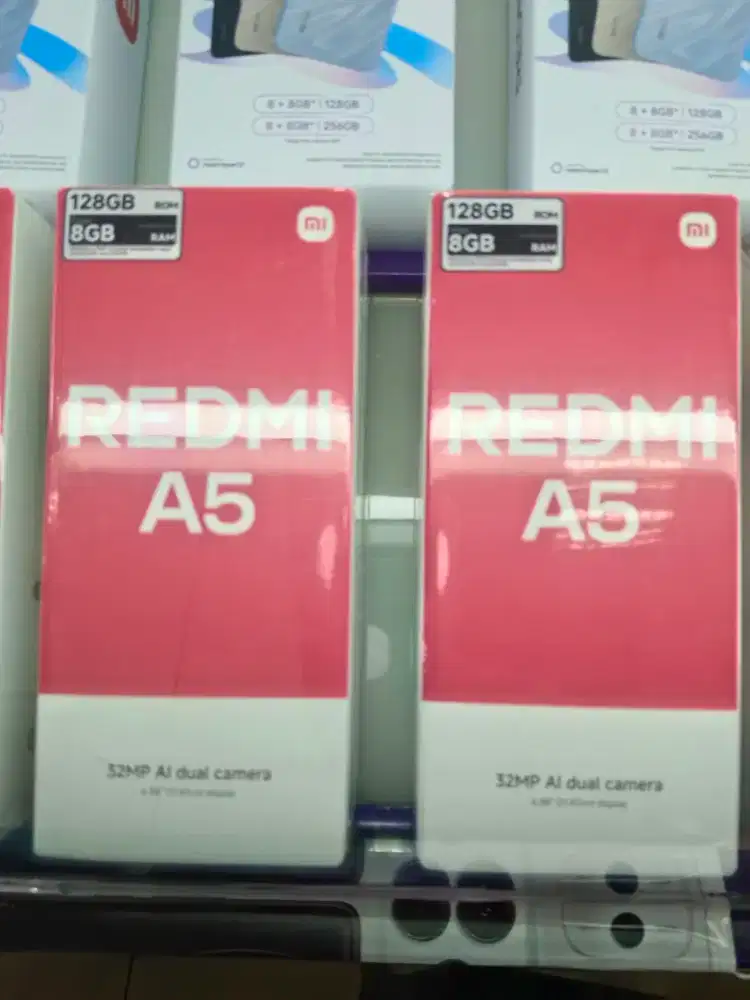 8 + 8GB* | 128GB
8 + 8GB* | 256GB
8 + 8GB* | 128GB
8 + 8GB* | 256GB
128GB ROM
8GB RAM
mi
REDMI
A5
32MP AI dual camera
128GB ROM
8GB RAM
mi
REDMI
A5
32MP AI dual camera